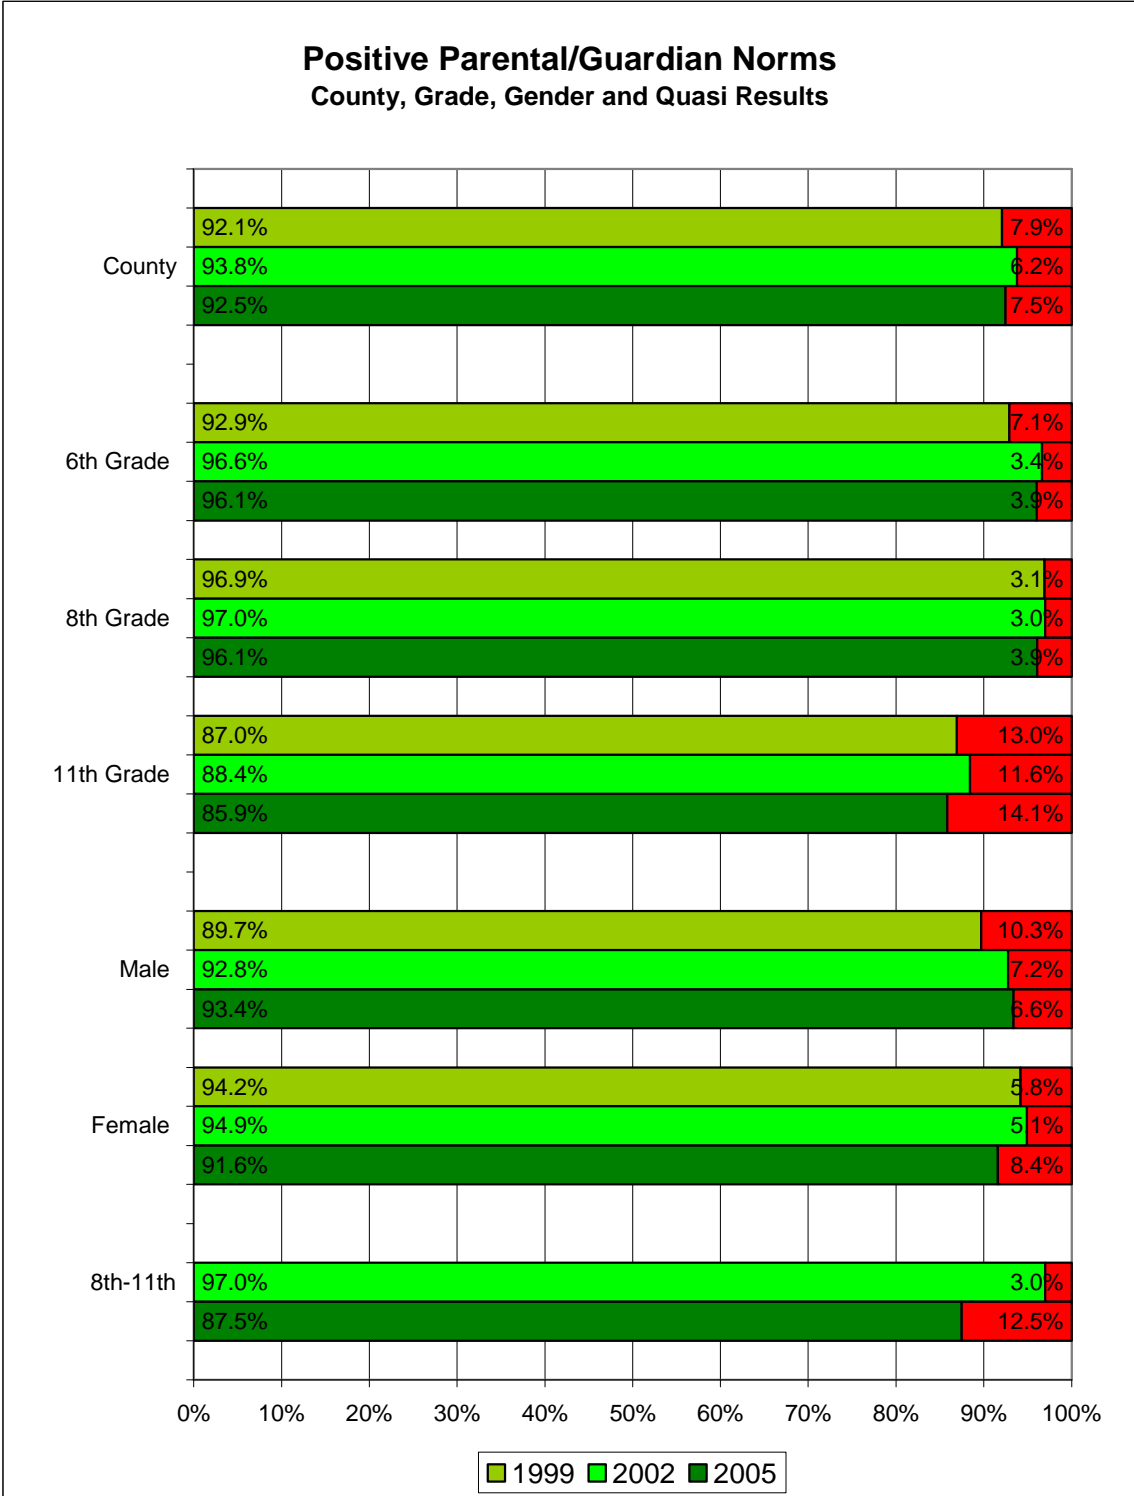 Positive Parental/Guardian Norms
County, Grade, Gender and Quasi Results
92.1% 7.9%
County 93.8% 6.2%
92.5% 7.5%
92.9% 7.1%
6th Grade 96.6% 3.4%
96.1% 3.9%
96.9% 3.1%
8th Grade 97.0% 3.0%
96.1% 3.9%
87.0% 13.0%
11th Grade 88.4% 11.6%
85.9% 14.1%
89.7% 10.3%
Male 92.8% 7.2%
93.4% 6.6%
94.2% 5.8%
Female 94.9% 5.1%
91.6% 8.4%
8th-11th 97.0% 3.0%
87.5% 12.5%
0% 10% 20% 30% 40% 50% 60% 70% 80% 90% 100%
1999 2002 2005